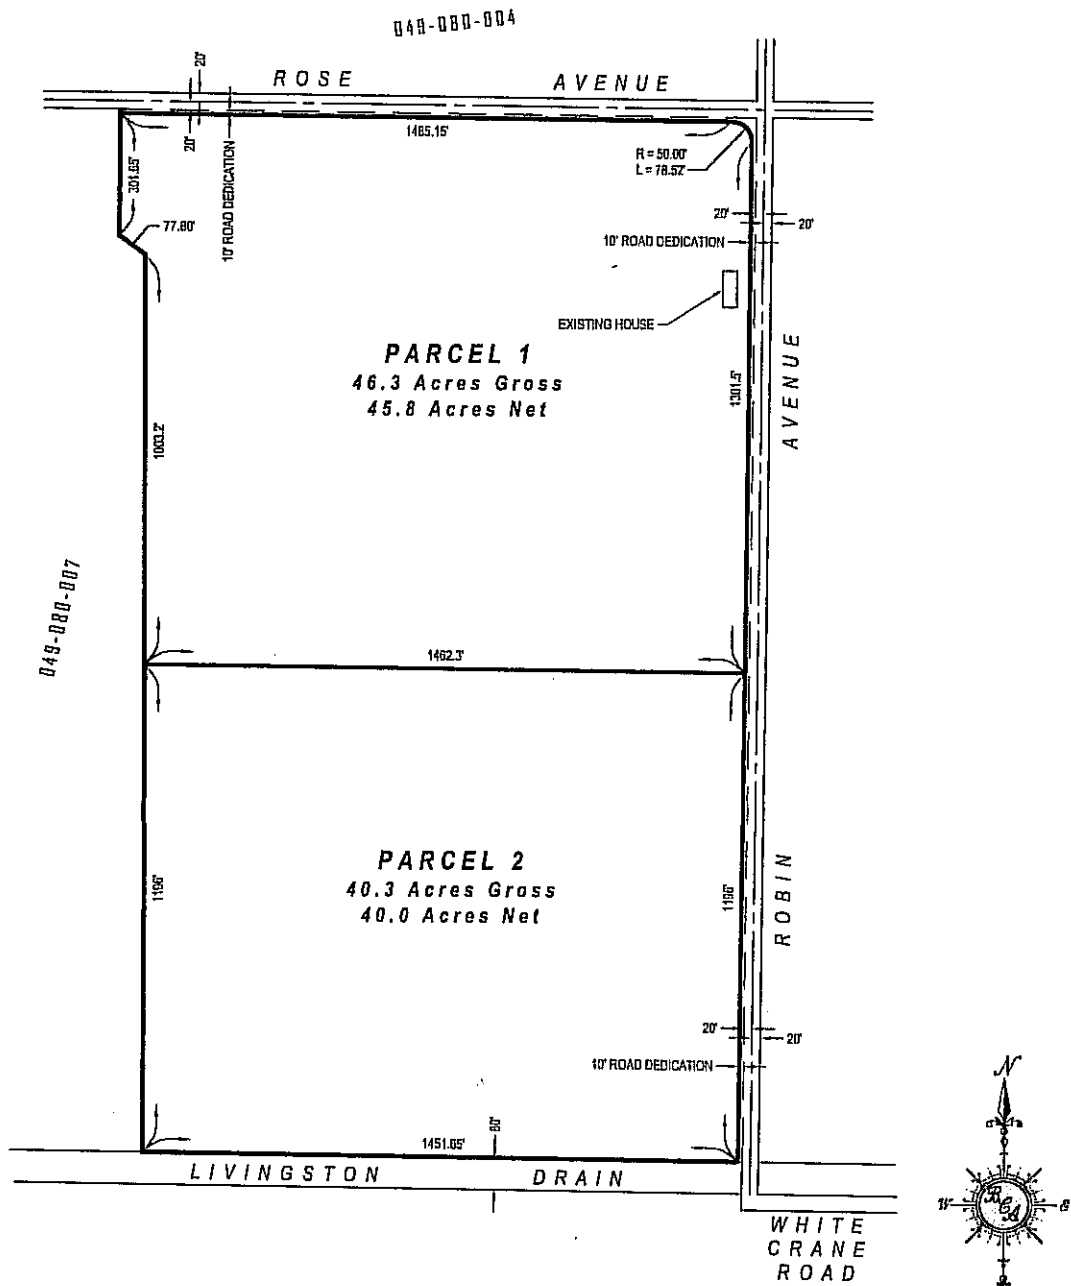 049-080-004
ROSE AVENUE
20'
20'
10' ROAD DEDICATION
1485.15'
R = 50.00'
L = 78.52'
301.65'
77.80'
20'
20'
10' ROAD DEDICATION
EXISTING HOUSE
PARCEL 1
46.3 Acres Gross
45.8 Acres Net
1003.2'
1301.5'
AVENUE
049-080-007
1462.3'
PARCEL 2
40.3 Acres Gross
40.0 Acres Net
1196'
1196'
ROBIN
20'
20'
10' ROAD DEDICATION
1451.65'
80'
LIVINGSTON DRAIN
WHITE
CRANE
ROAD
N
W
E
S